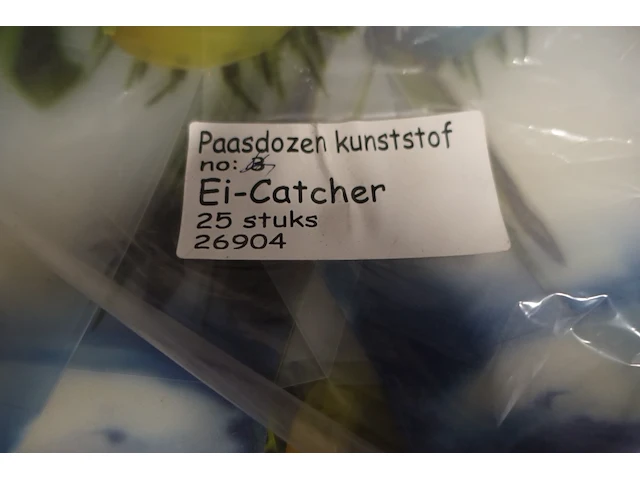 Paasdozen kunststof
no:
Ei-Catcher
25 stuks
26904